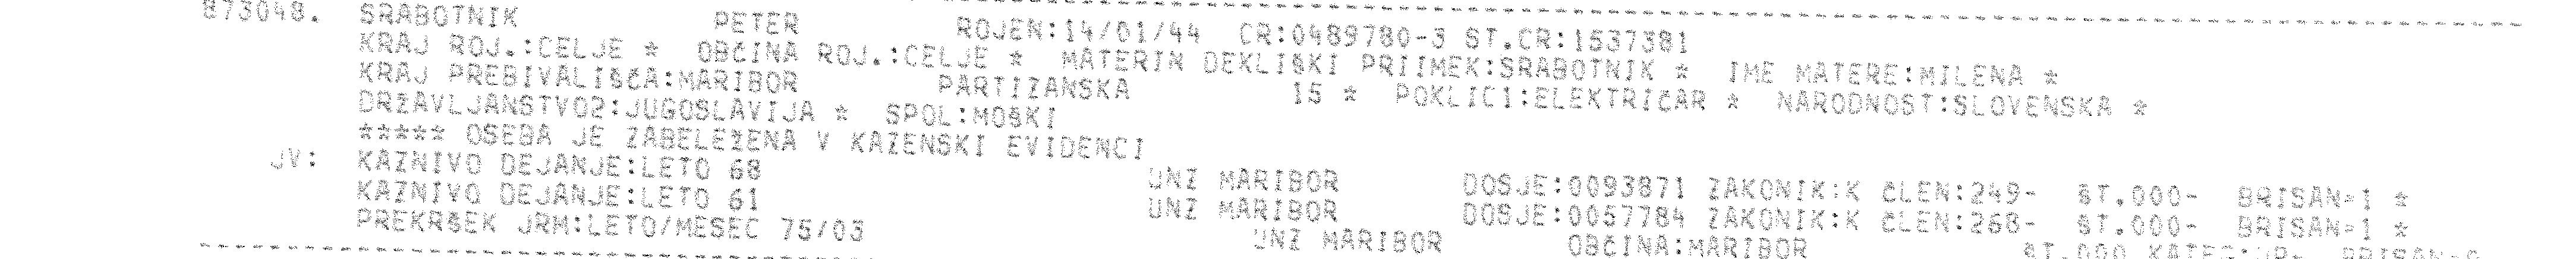 873048. SRABOTNIK PETER ROJEN:14/01/44 CR:0489780-3 ST.CR:1537381
KRAJ ROJ.:CELJE * OBČINA ROJ.:CELJE * MATERIN DEKLIŠKI PRIIMEK:SRABOTNIK * IME MATERE:MILENA *
KRAJ PREBIVALIŠČA:MARIBOR PARTIZANSKA 15 * POKLIC1:ELEKTRIČAR * NARODNOST:SLOVENSKA *
DRŽAVLJANSTVO2:JUGOSLAVIJA * SPOL:MOŠKI
***** OSEBA JE ZABELEŽENA V KAZENSKI EVIDENCI
JV: KAZNIVO DEJANJE:LETO 68 UNZ MARIBOR DOSJE:0093871 ZAKONIK:K ČLEN:249- ŠT.000- BRISAN=1 *
KAZNIVO DEJANJE:LETO 61 UNZ MARIBOR DOSJE:0057784 ZAKONIK:K ČLEN:268- ŠT.000- BRISAN=1 *
PREKRŠEK JRM:LETO/MESEC 75/03 UNZ MARIBOR OBČINA:MARIBOR ŠT.000